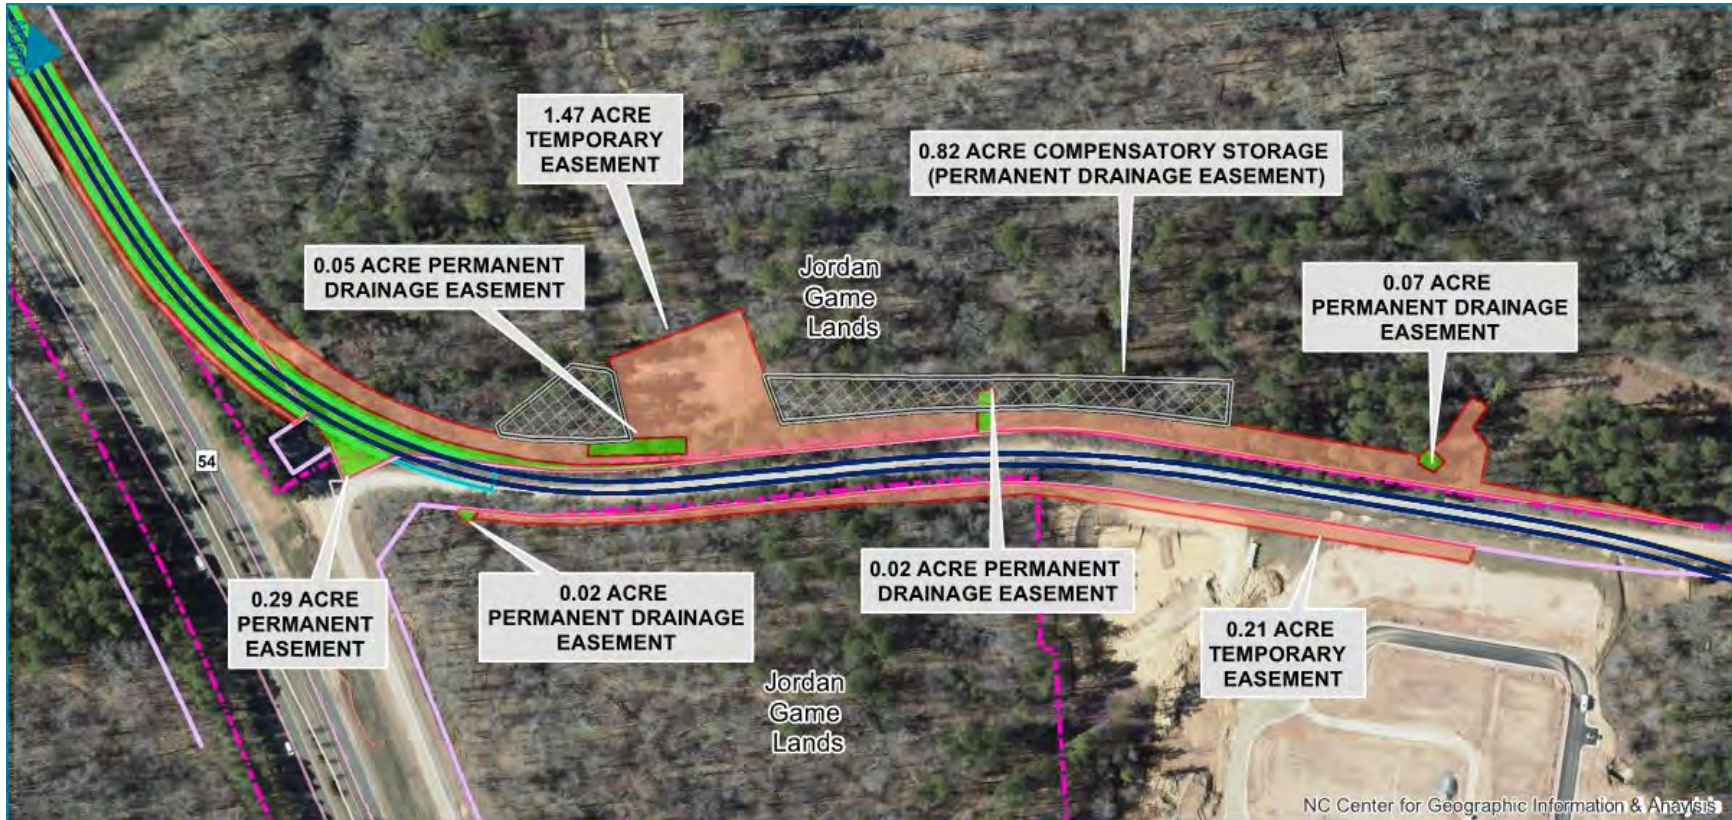 1.47 ACRE
TEMPORARY
EASEMENT
0.82 ACRE COMPENSATORY STORAGE
(PERMANENT DRAINAGE EASEMENT)
0.05 ACRE PERMANENT
DRAINAGE EASEMENT
Jordan
Game
Lands
0.07 ACRE
PERMANENT DRAINAGE
EASEMENT
54
0.29 ACRE
PERMANENT
EASEMENT
0.02 ACRE
PERMANENT DRAINAGE
EASEMENT
0.02 ACRE PERMANENT
DRAINAGE EASEMENT
0.21 ACRE
TEMPORARY
EASEMENT
Jordan
Game
Lands
NC Center for Geographic Information & Anaylsis